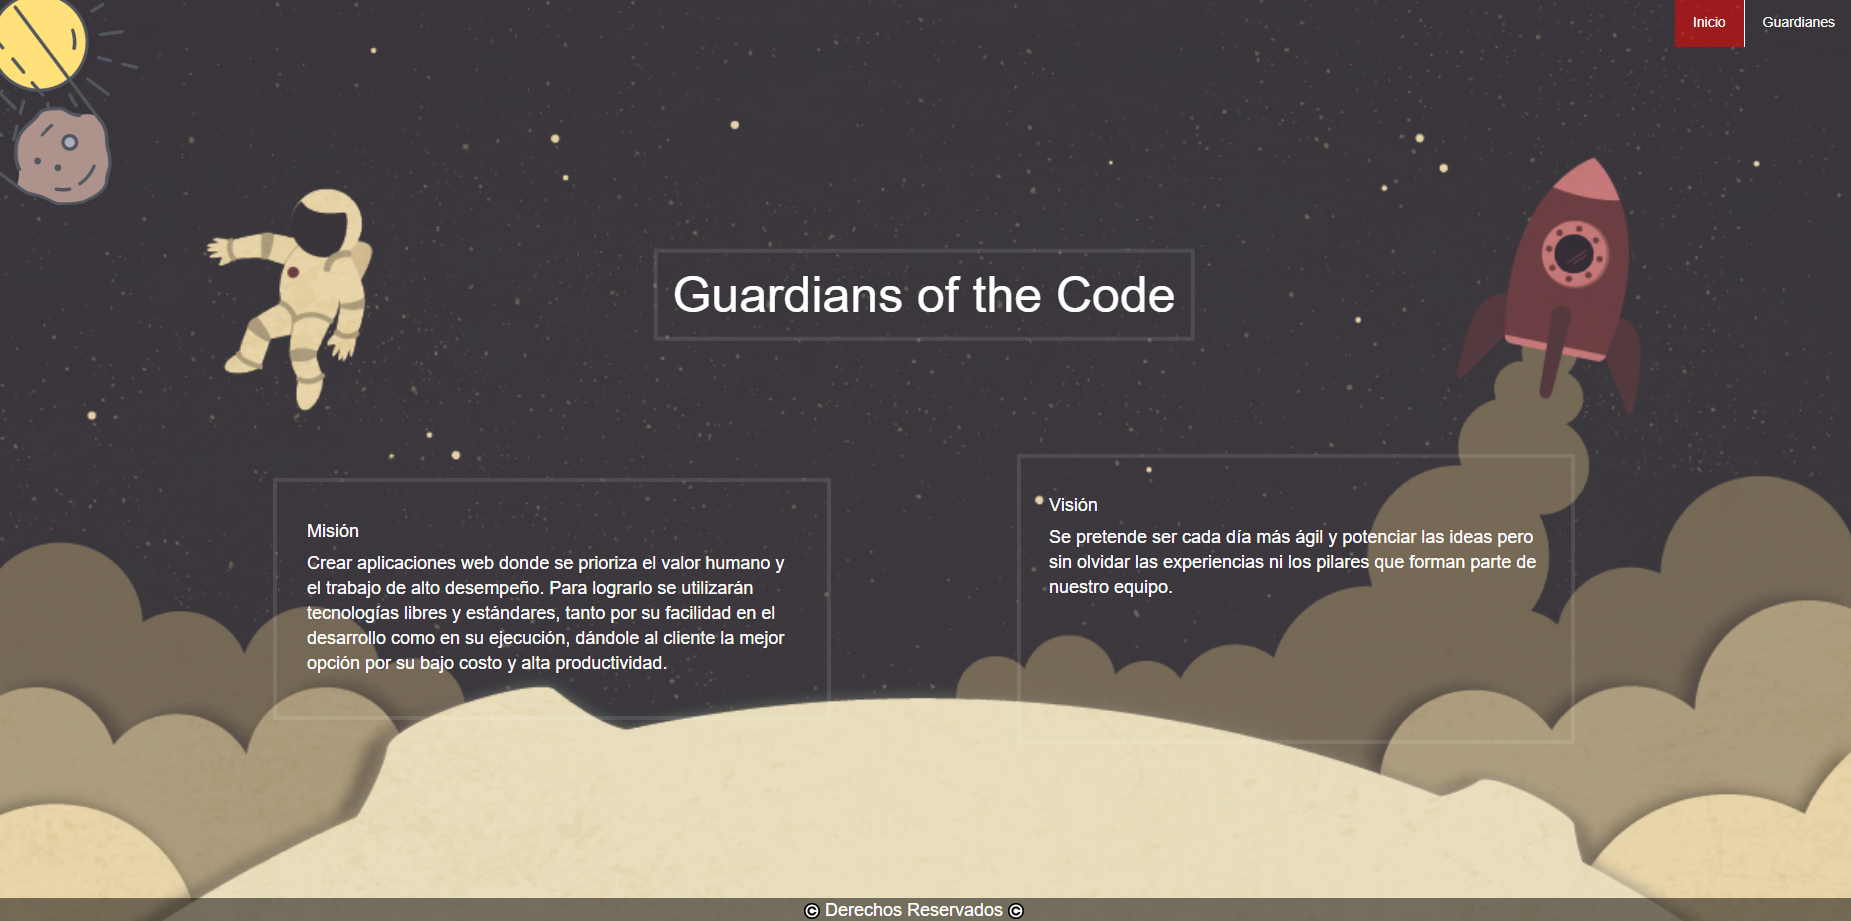 Inicio
Guardianes
Guardians of the Code
Misión
Crear aplicaciones web donde se prioriza el valor humano y
el trabajo de alto desempeño. Para lograrlo se utilizarán
tecnologías libres y estándares, tanto por su facilidad en el
desarrollo como en su ejecución, dándole al cliente la mejor
opción por su bajo costo y alta productividad.
Visión
Se pretende ser cada día más ágil y potenciar las ideas pero
sin olvidar las experiencias ni los pilares que forman parte de
nuestro equipo.
© Derechos Reservados ©